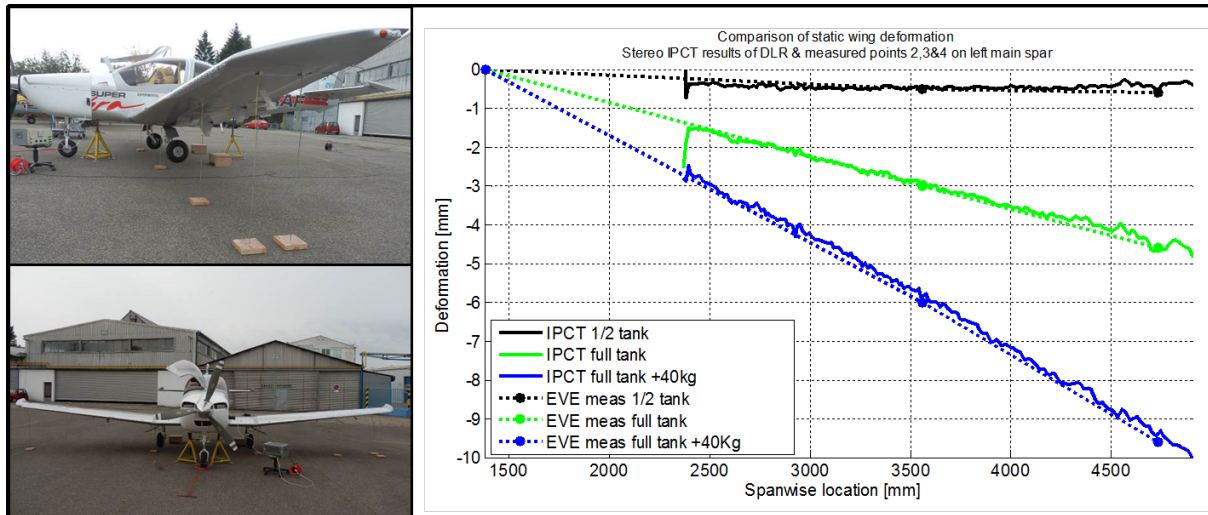 SUPER
Comparison of static wing deformation
Stereo IPCT results of DLR & measured points 2,3&4 on left main spar
0
-1
-2
-3
-4
-5
-6
-7
-8
-9
-10
Deformation [mm]
IPCT 1/2 tank
IPCT full tank
IPCT full tank +40kg
EVE meas 1/2 tank
EVE meas full tank
EVE meas full tank +40Kg
1500 2000 2500 3000 3500 4000 4500
Spanwise location [mm]